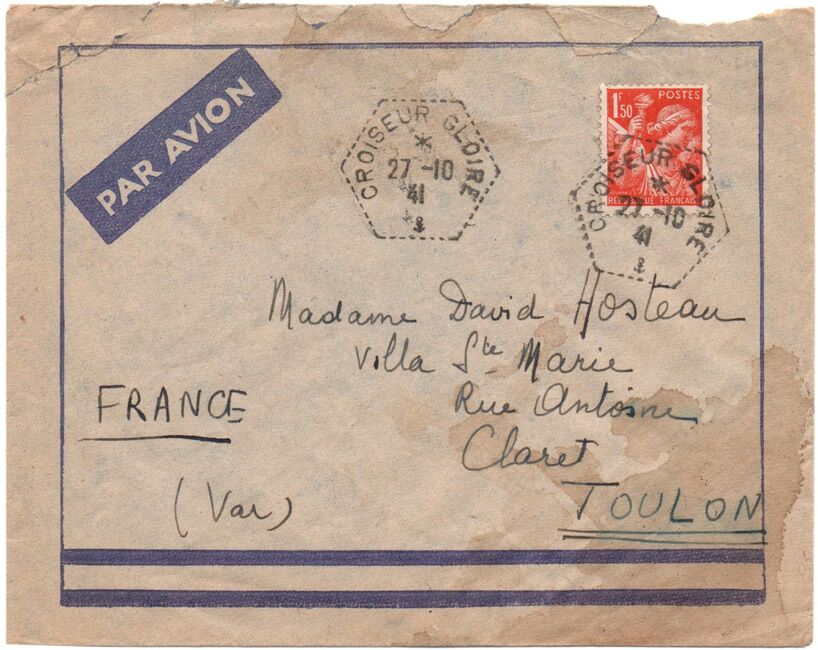 PAR AVION
CROISEUR GLOIRE
*
27-10
41
*
1F50
POSTES
RÉPUBLIQUE FRANÇAISE
CROISEUR GLOIRE
*
27-10
41
*
Madame David Hosteau
Villa Ste Marie
Rue Antoine
Claret
TOULON
FRANCE
(Var)